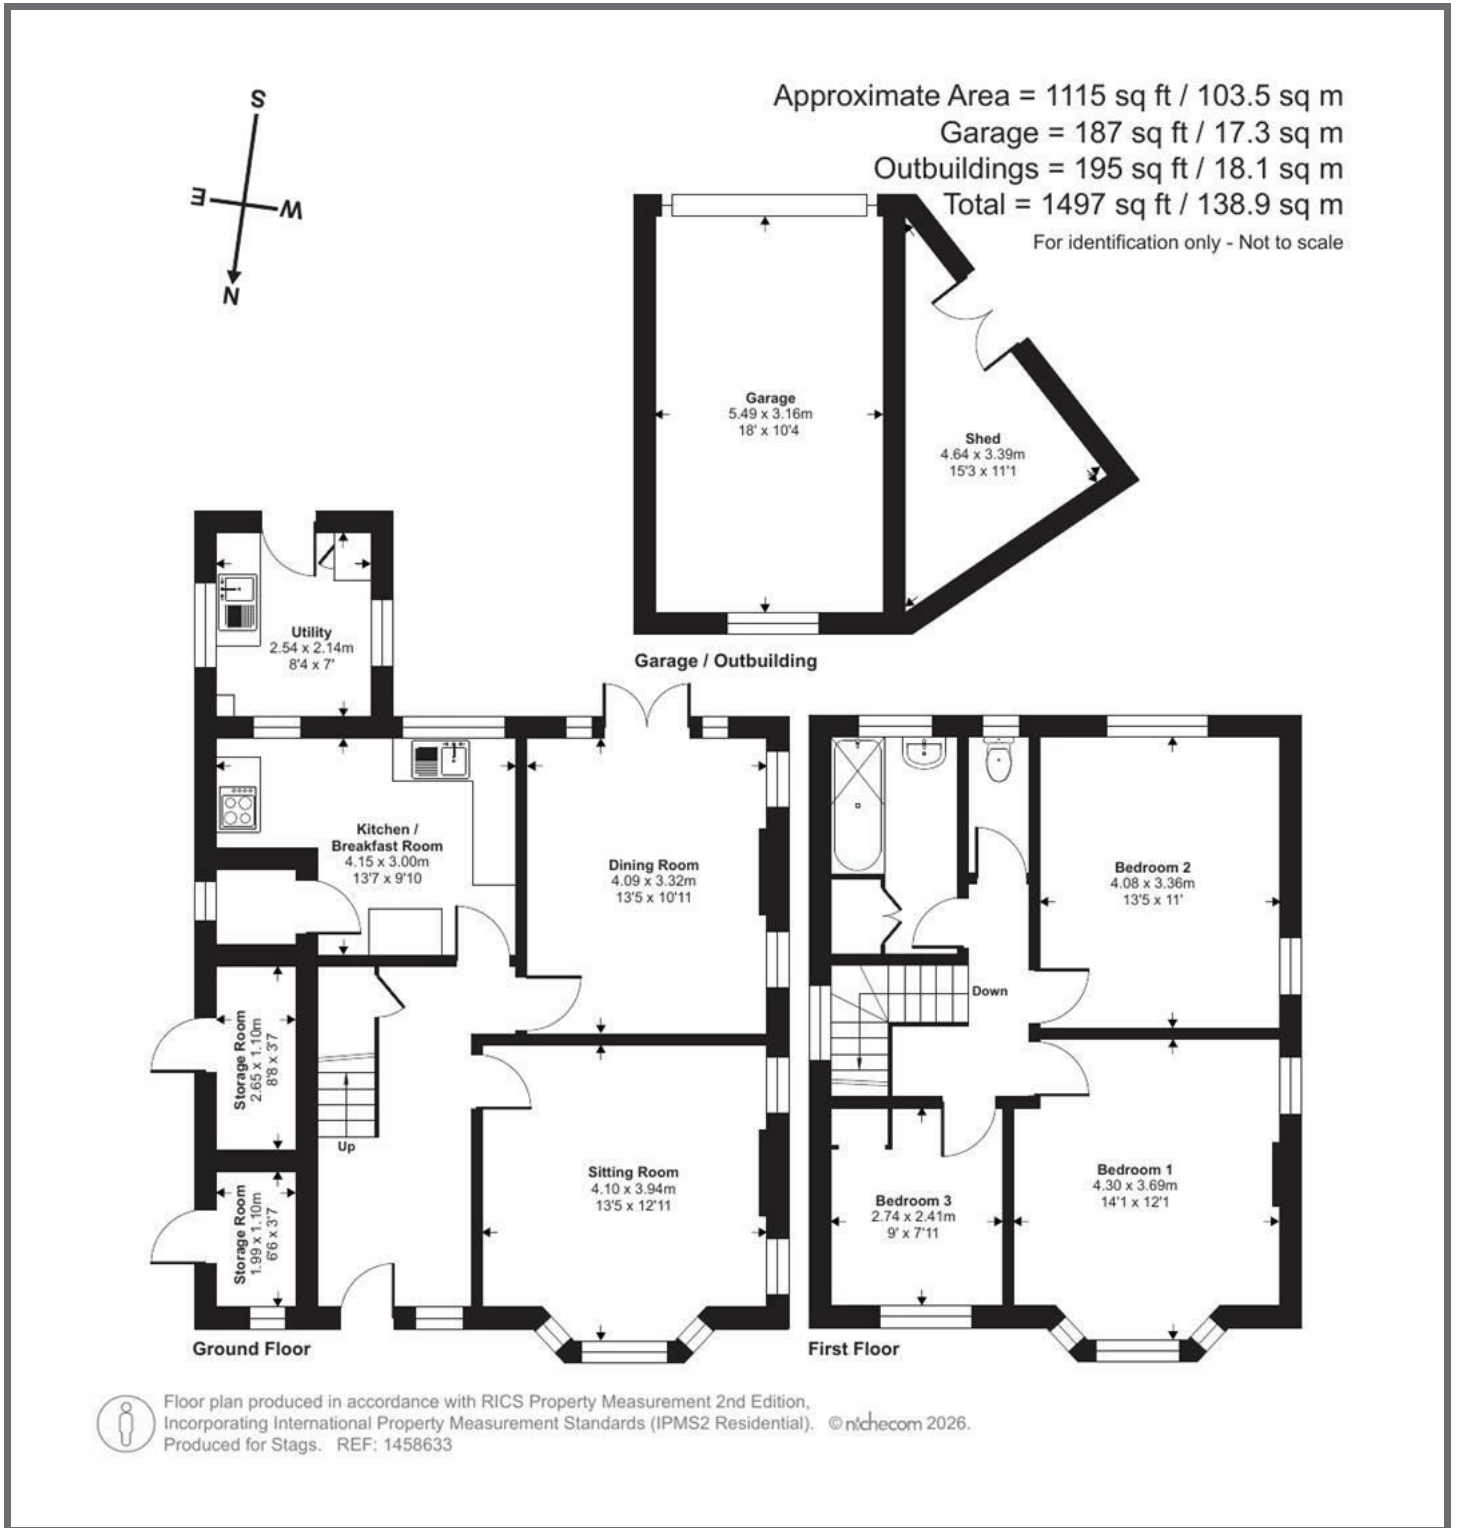 S
E
W
N
Approximate Area = 1115 sq ft / 103.5 sq m
Garage = 187 sq ft / 17.3 sq m
Outbuildings = 195 sq ft / 18.1 sq m
Total = 1497 sq ft / 138.9 sq m
For identification only - Not to scale
Garage
5.49 x 3.16m
18' x 10'4
Shed
4.64 x 3.39m
15'3 x 11'1
Garage / Outbuilding
Utility
2.54 x 2.14m
8'4 x 7'
Kitchen /
Breakfast Room
4.15 x 3.00m
13'7 x 9'10
Dining Room
4.09 x 3.32m
13'5 x 10'11
Storage Room
2.65 x 1.10m
8'8 x 3'7
Up
Storage Room
1.99 x 1.10m
6'6 x 3'7
Sitting Room
4.10 x 3.94m
13'5 x 12'11
Ground Floor
Bedroom 2
4.08 x 3.36m
13'5 x 11'
Down
Bedroom 1
4.30 x 3.69m
14'1 x 12'1
Bedroom 3
2.74 x 2.41m
9' x 7'11
First Floor
Floor plan produced in accordance with RICS Property Measurement 2nd Edition,
Incorporating International Property Measurement Standards (IPMS2 Residential). © nichecom 2026.
Produced for Stags. REF: 1458633